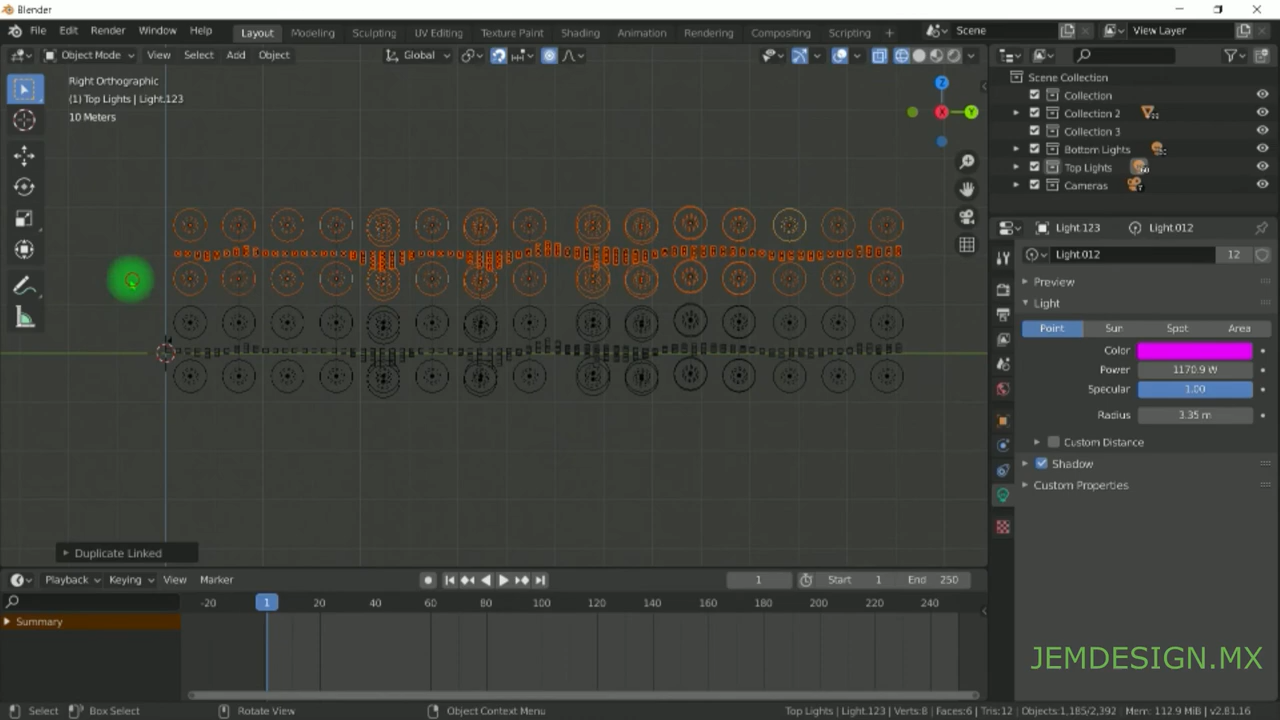 Blender
File Edit Render Window Help Layout Modeling Sculpting UV Editing Texture Paint Shading Animation Rendering Compositing Scripting + Scene View Layer
Object Mode View Select Add Object Global
Right Orthographic
(1) Top Lights | Light.123
10 Meters
Z
X
Y
Scene Collection
Collection
Collection 2
Collection 3
Bottom Lights
Top Lights
Cameras
Light.123 Light.012
Light.012 12
Preview
Light
Point Sun Spot Area
Color
Power 1170.9 W
Specular 1.00
Radius 3.35 m
Custom Distance
Shadow
Custom Properties
Duplicate Linked
Playback Keying View Marker 1 Start 1 End 250
-20 1 20 40 60 80 100 120 140 160 180 200 220 240
Summary
JEMDESIGN.MX
Select Box Select Rotate View Object Context Menu Top Lights | Light.123 | Verts:8 | Faces:6 | Tris:12 | Objects:1,185/2,392 | Mem: 112.9 MiB | v2.81.16